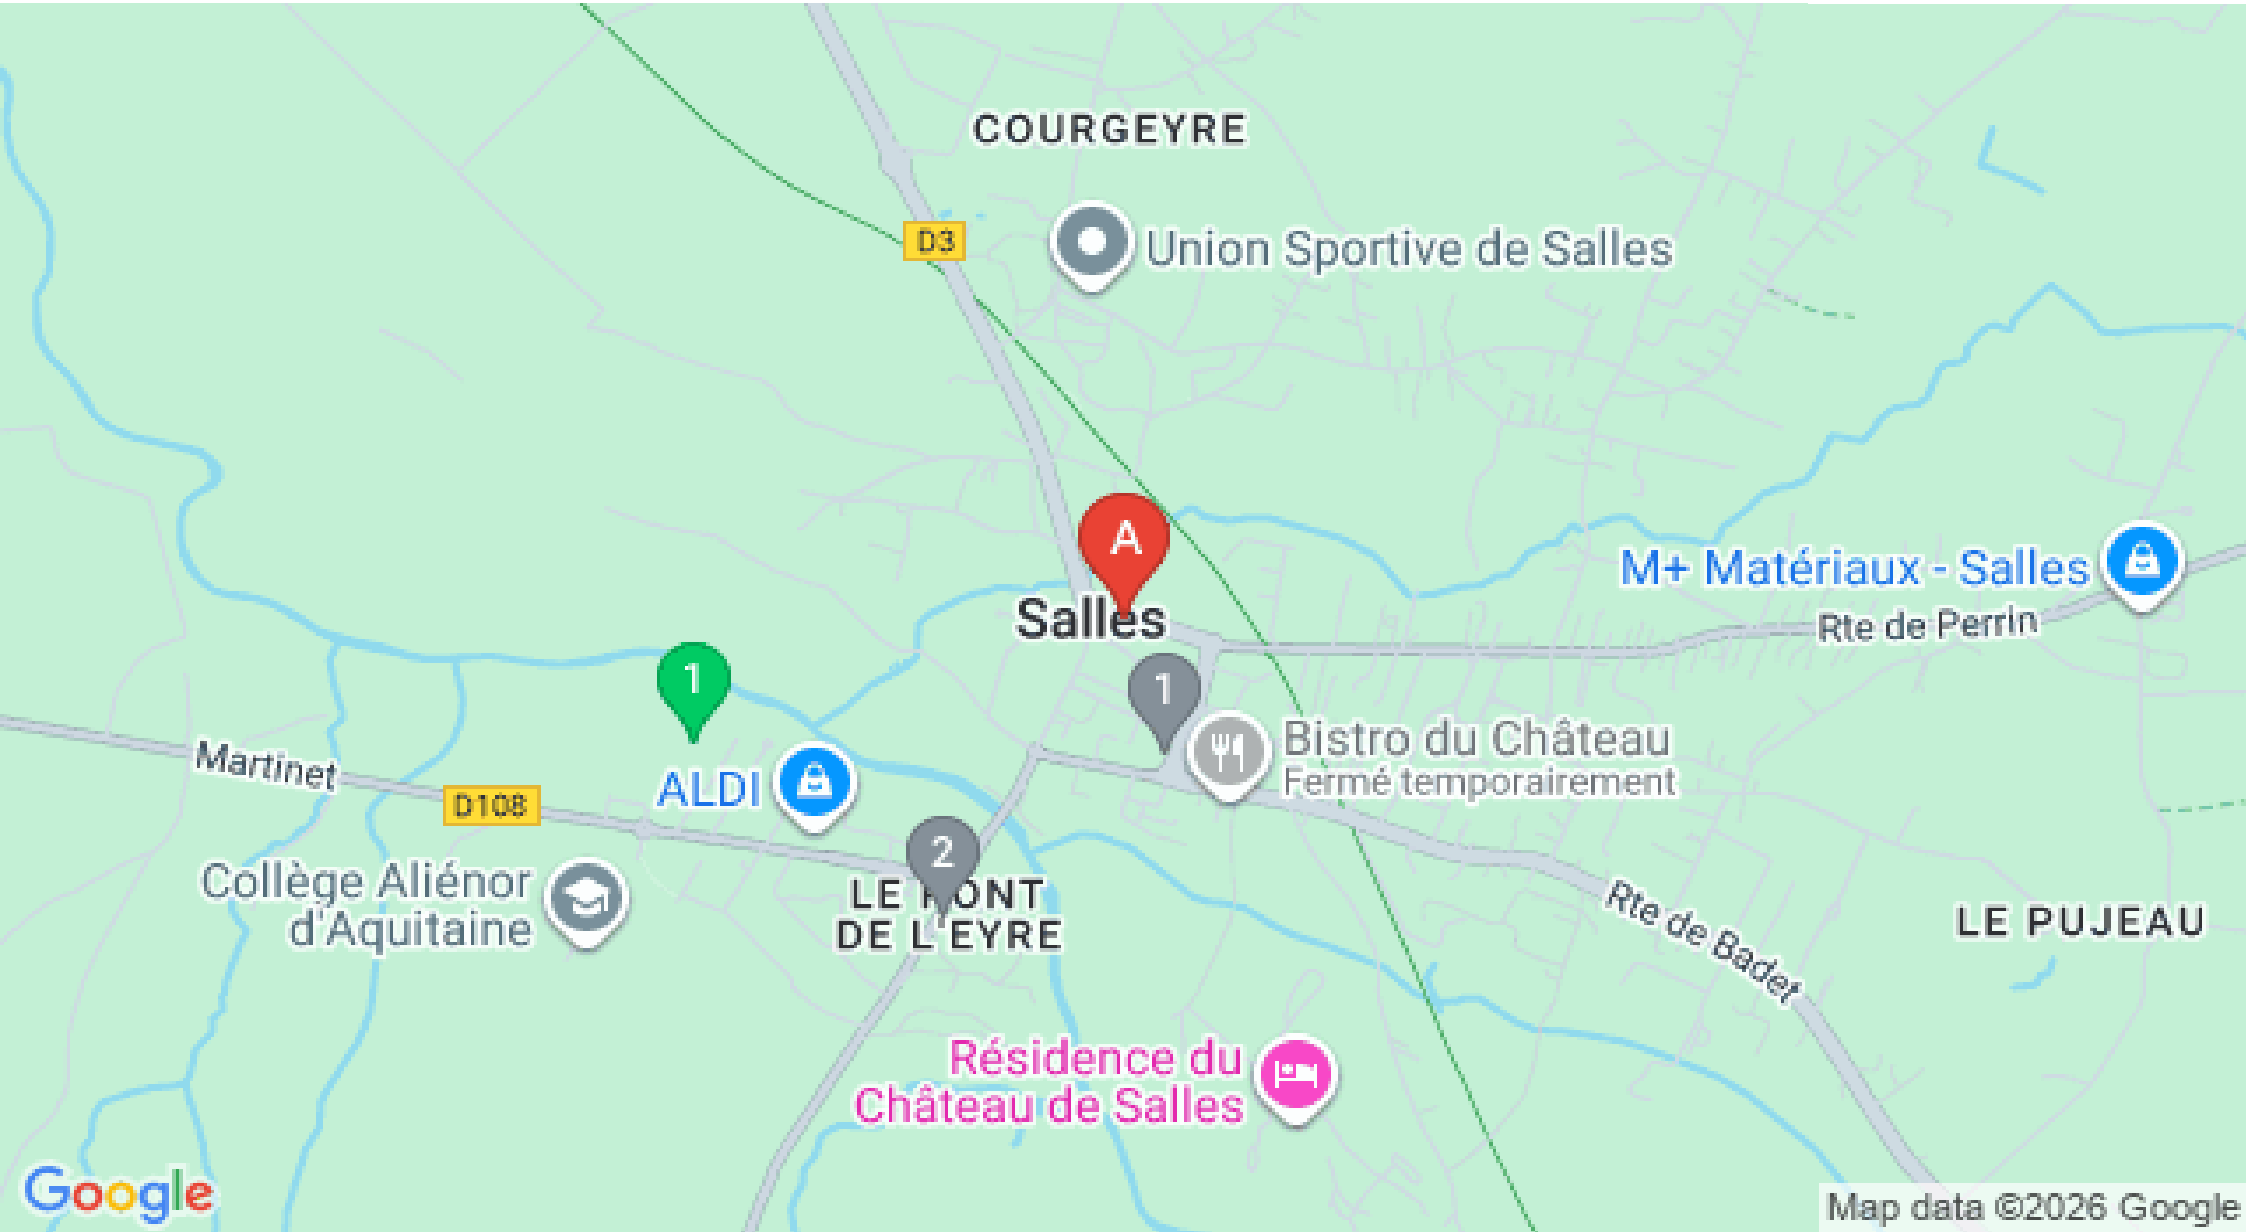 COURGEYRE
D3
Union Sportive de Salles
A
M+ Matériaux - Salles
Salles
Rte de Perrin
1
1
Martinet
Bistro du Château
Fermé temporairement
ALDI
D108
2
Collège Aliénor
d'Aquitaine
LE PONT
DE L'EYRE
Rte de Badet
LE PUJEAU
Résidence du
Château de Salles
Google
Map data ©2026 Google